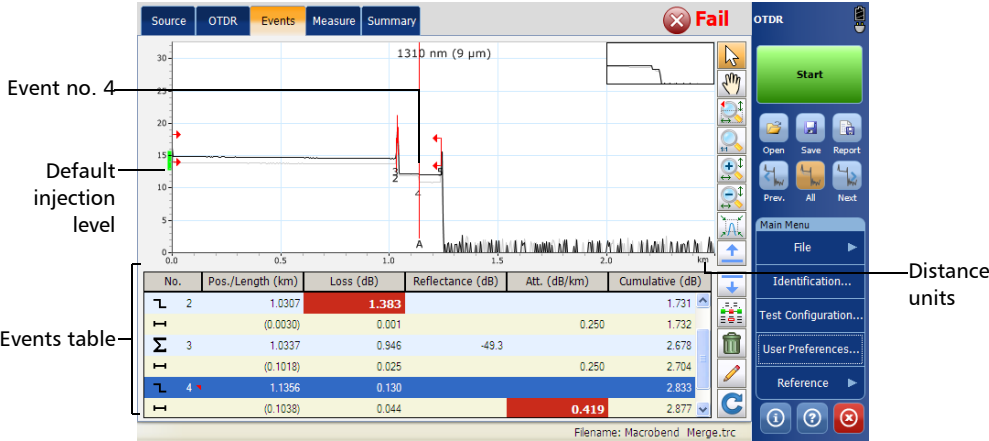 Source OTDR Events Measure Summary Fail OTDR
1310 nm (9 µm)
30
25
20
15
10
5
0
0.0 0.5 1.0 1.5 2.0 km
3
2
4
5
A
Event no. 4
Default
injection
level
Events table
Distance
units
No. Pos./Length (km) Loss (dB) Reflectance (dB) Att. (dB/km) Cumulative (dB)
2 1.0307 1.383 1.731
(0.0030) 0.001 0.250 1.732
Σ 3 1.0337 0.946 -49.3 2.678
(0.1018) 0.025 0.250 2.704
4 1.1356 0.130 2.833
(0.1038) 0.044 0.419 2.877
Filename: Macrobend Merge.trc
1:1
Start
Open Save Report
Prev. All Next
Main Menu
File
Identification...
Test Configuration...
User Preferences...
Reference